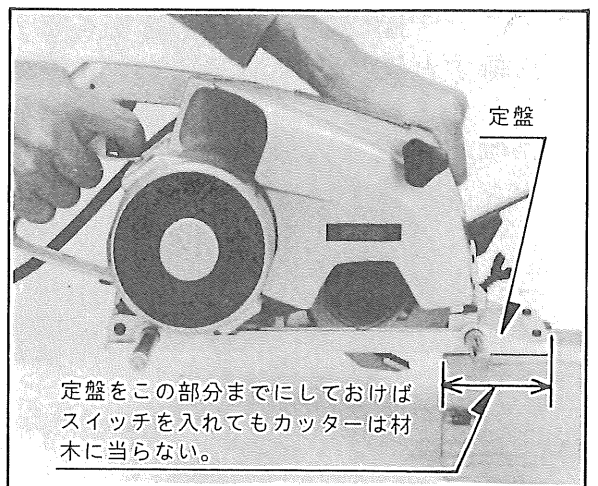 定盤
定盤をこの部分までにしておけば
スイッチを入れてもカッターは材
木に当らない。